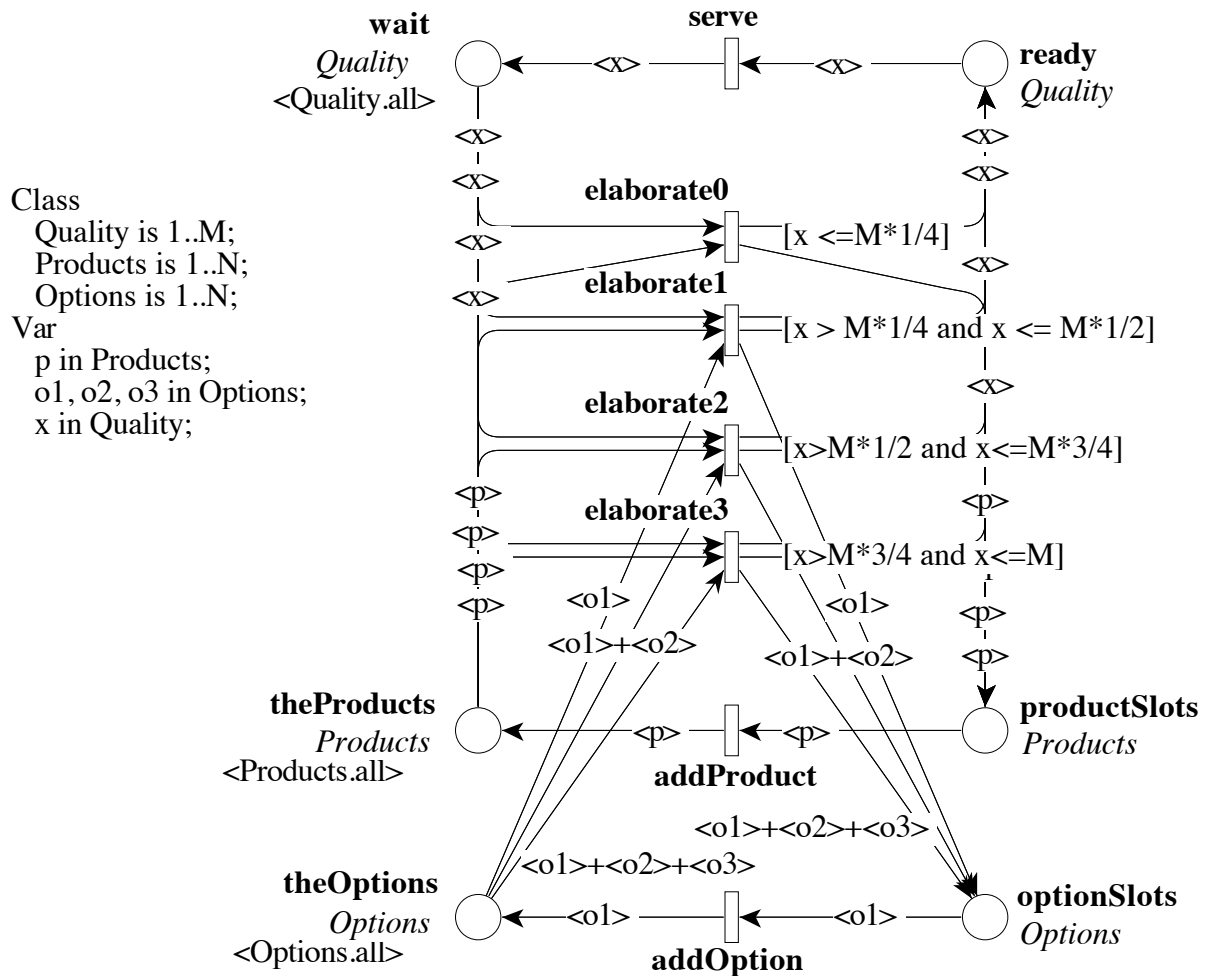 serve
wait
ready
Quality
<x>
<x>
Quality
<Quality.all>
<x>
<x>
<x>
<x>
Class
elaborate0
Quality is 1..M;
<x>
[x <=M*1/4]
Products is 1..N;
<x>
Options is 1..N;
<x>
elaborate1
Var
[x > M*1/4 and x <= M*1/2]
p in Products;
o1, o2, o3 in Options;
<x>
x in Quality;
elaborate2
[x>M*1/2 and x<=M*3/4]
<p>
<p>
elaborate3
<p>
[x>M*3/4 and x<=M]
<p>
<p>
<p>
<o1>
<o1>
<p>
<p>
<o1>+<o2>
<o1>+<o2>
<p>
theProducts
productSlots
Products
<p>
<p>
Products
<Products.all>
addProduct
<o1>+<o2>+<o3>
<o1>+<o2>+<o3>
theOptions
optionSlots
Options
<o1>
<o1>
Options
<Options.all>
addOption